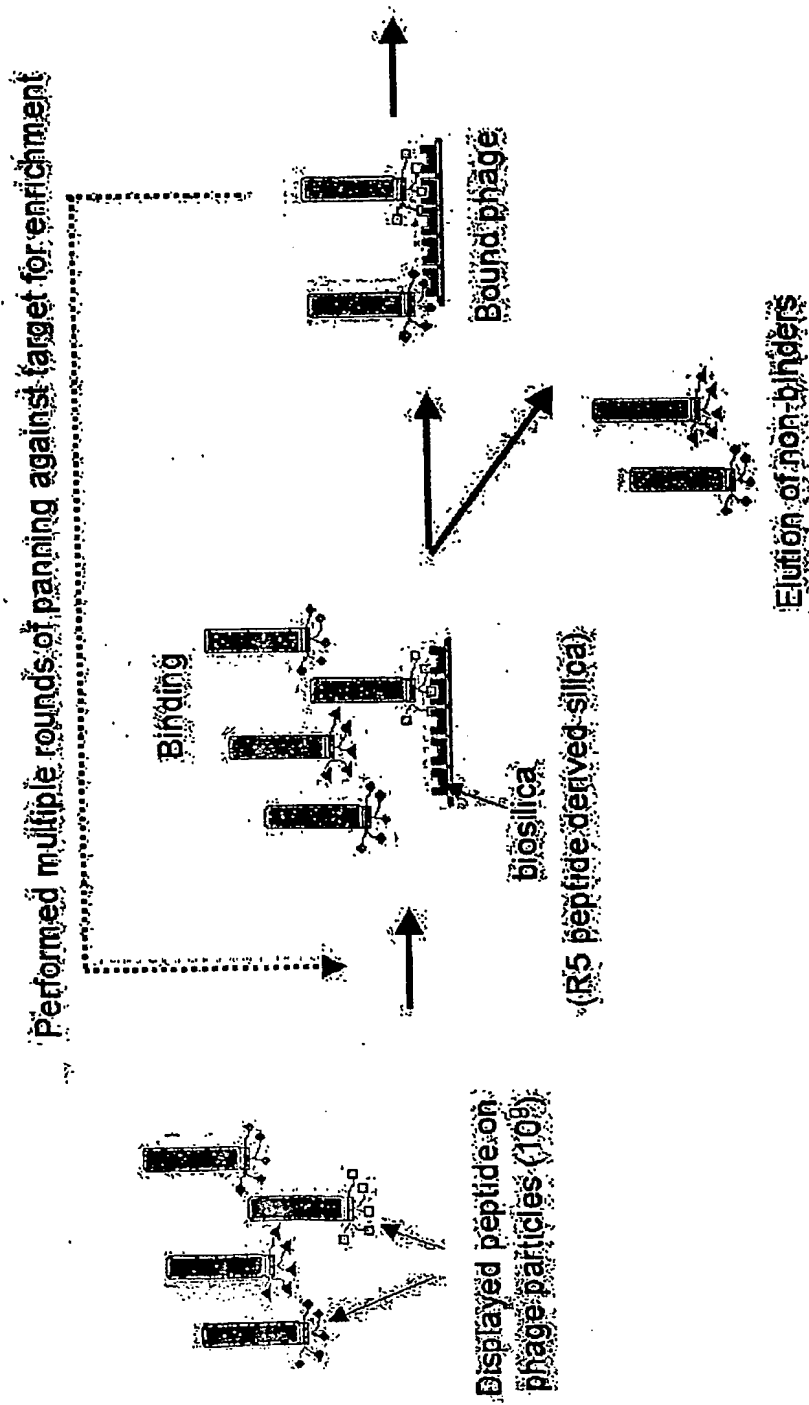 Performed multiple rounds of panning against target for enrichment
Displayed peptide on
phage particles (10⁹)
Binding
biosilica
(R5 peptide derived silica)
Bound phage
Elution of non-binders